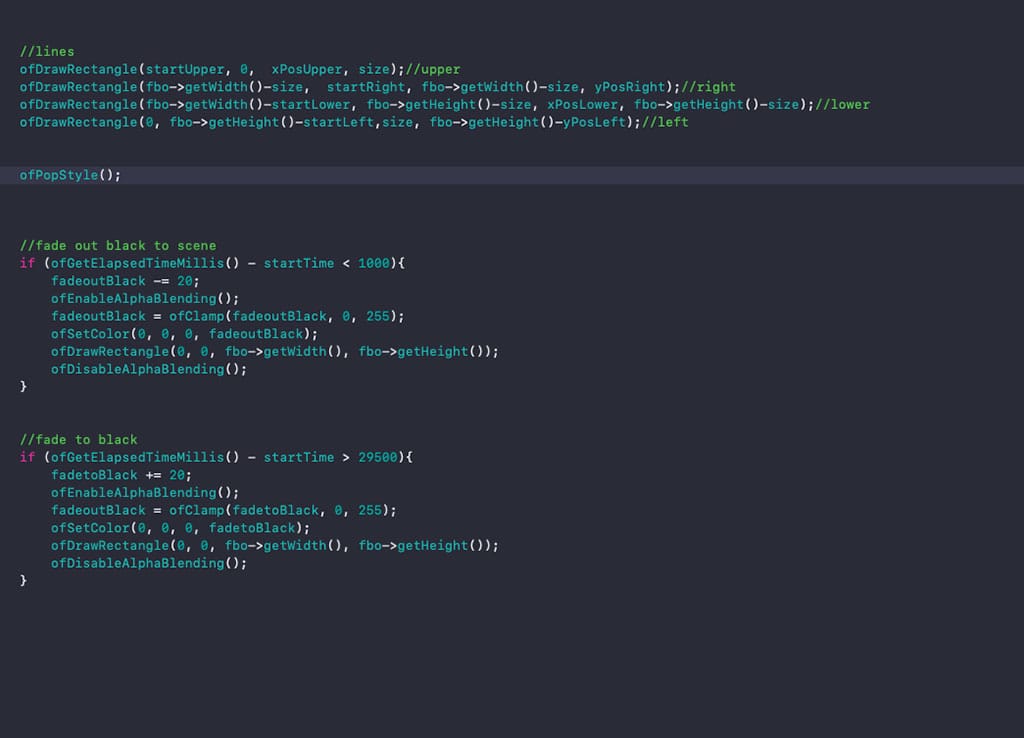 //lines
ofDrawRectangle(startUpper, 0,  xPosUpper, size);//upper
ofDrawRectangle(fbo->getWidth()-size,  startRight, fbo->getWidth()-size, yPosRight);//right
ofDrawRectangle(fbo->getWidth()-startLower, fbo->getHeight()-size, xPosLower, fbo->getHeight()-size);//lower
ofDrawRectangle(0, fbo->getHeight()-startLeft,size, fbo->getHeight()-yPosLeft);//left
ofPopStyle();
//fade out black to scene
if (ofGetElapsedTimeMillis() - startTime < 1000){
    fadeoutBlack -= 20;
    ofEnableAlphaBlending();
    fadeoutBlack = ofClamp(fadeoutBlack, 0, 255);
    ofSetColor(0, 0, 0, fadeoutBlack);
    ofDrawRectangle(0, 0, fbo->getWidth(), fbo->getHeight());
    ofDisableAlphaBlending();
}
//fade to black
if (ofGetElapsedTimeMillis() - startTime > 29500){
    fadetoBlack += 20;
    ofEnableAlphaBlending();
    fadeoutBlack = ofClamp(fadetoBlack, 0, 255);
    ofSetColor(0, 0, 0, fadetoBlack);
    ofDrawRectangle(0, 0, fbo->getWidth(), fbo->getHeight());
    ofDisableAlphaBlending();
}